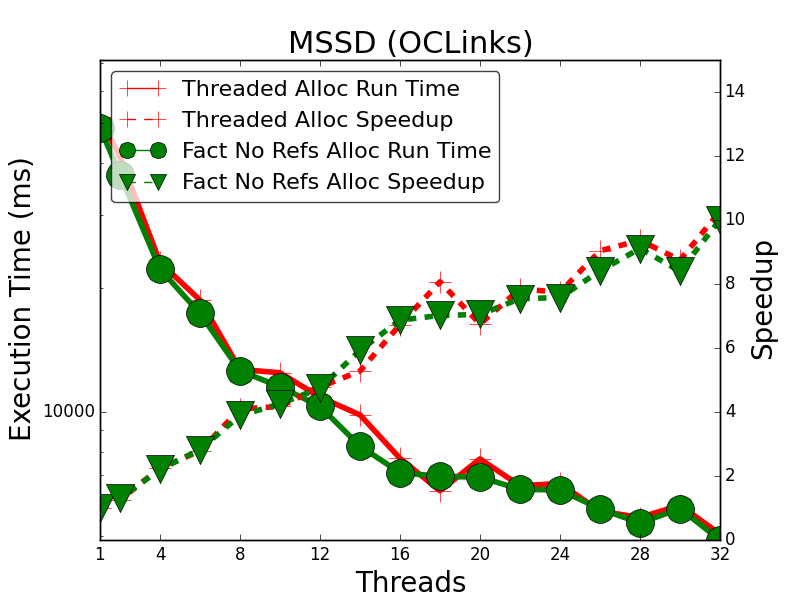 MSSD (OCLinks)
Threaded Alloc Run Time
Threaded Alloc Speedup
Fact No Refs Alloc Run Time
Fact No Refs Alloc Speedup
Execution Time (ms)
10000
14
12
10
8
6
4
2
0
Speedup
1 4 8 12 16 20 24 28 32
Threads